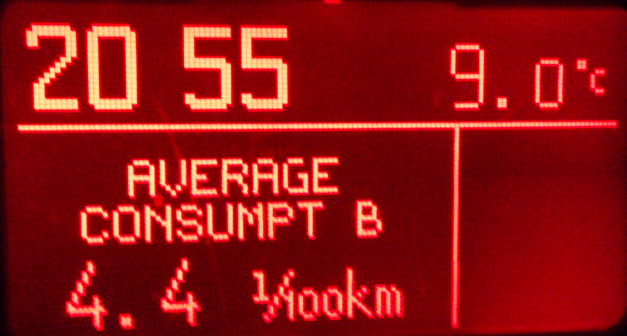 20 55 9.0°C
AVERAGE
CONSUMPT B
4.4 l/100km